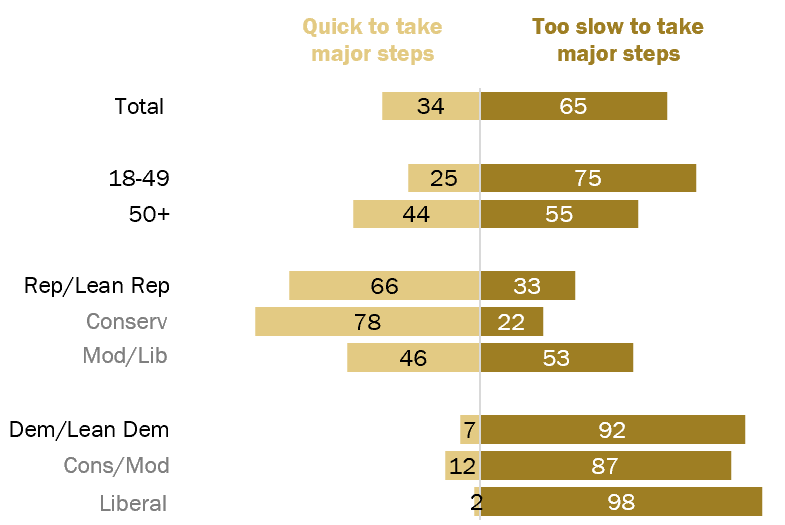 Quick to take Too slow to take
major steps major steps
Total 34 65
18-49 25 75
50+ 44 55
Rep/Lean Rep 66 33
Conserv 78 22
Mod/Lib 46 53
Dem/Lean Dem 7 92
Cons/Mod 12 87
Liberal 2 98